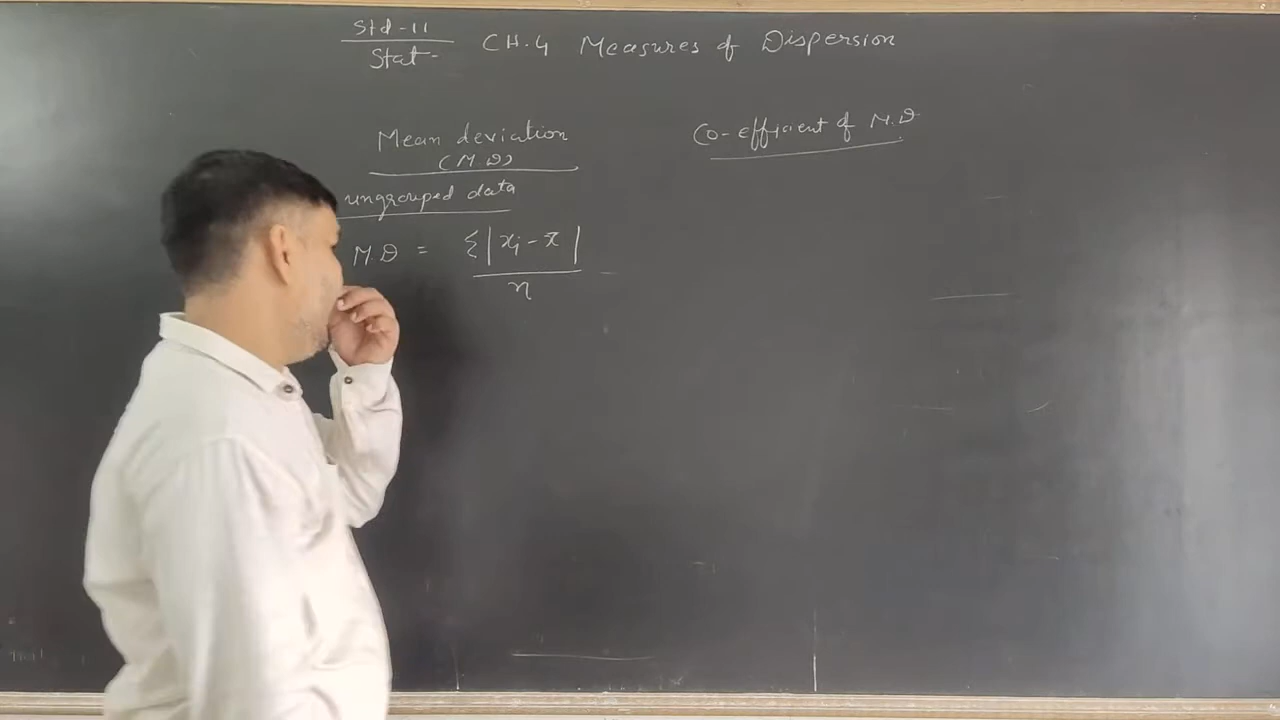 Std-11
Stat-
CH.4 Measures of Dispersion
Mean deviation
(M.D)
ungrouped data
M.D = Σ|xi - x̄|
n
Co-efficient of M.D.